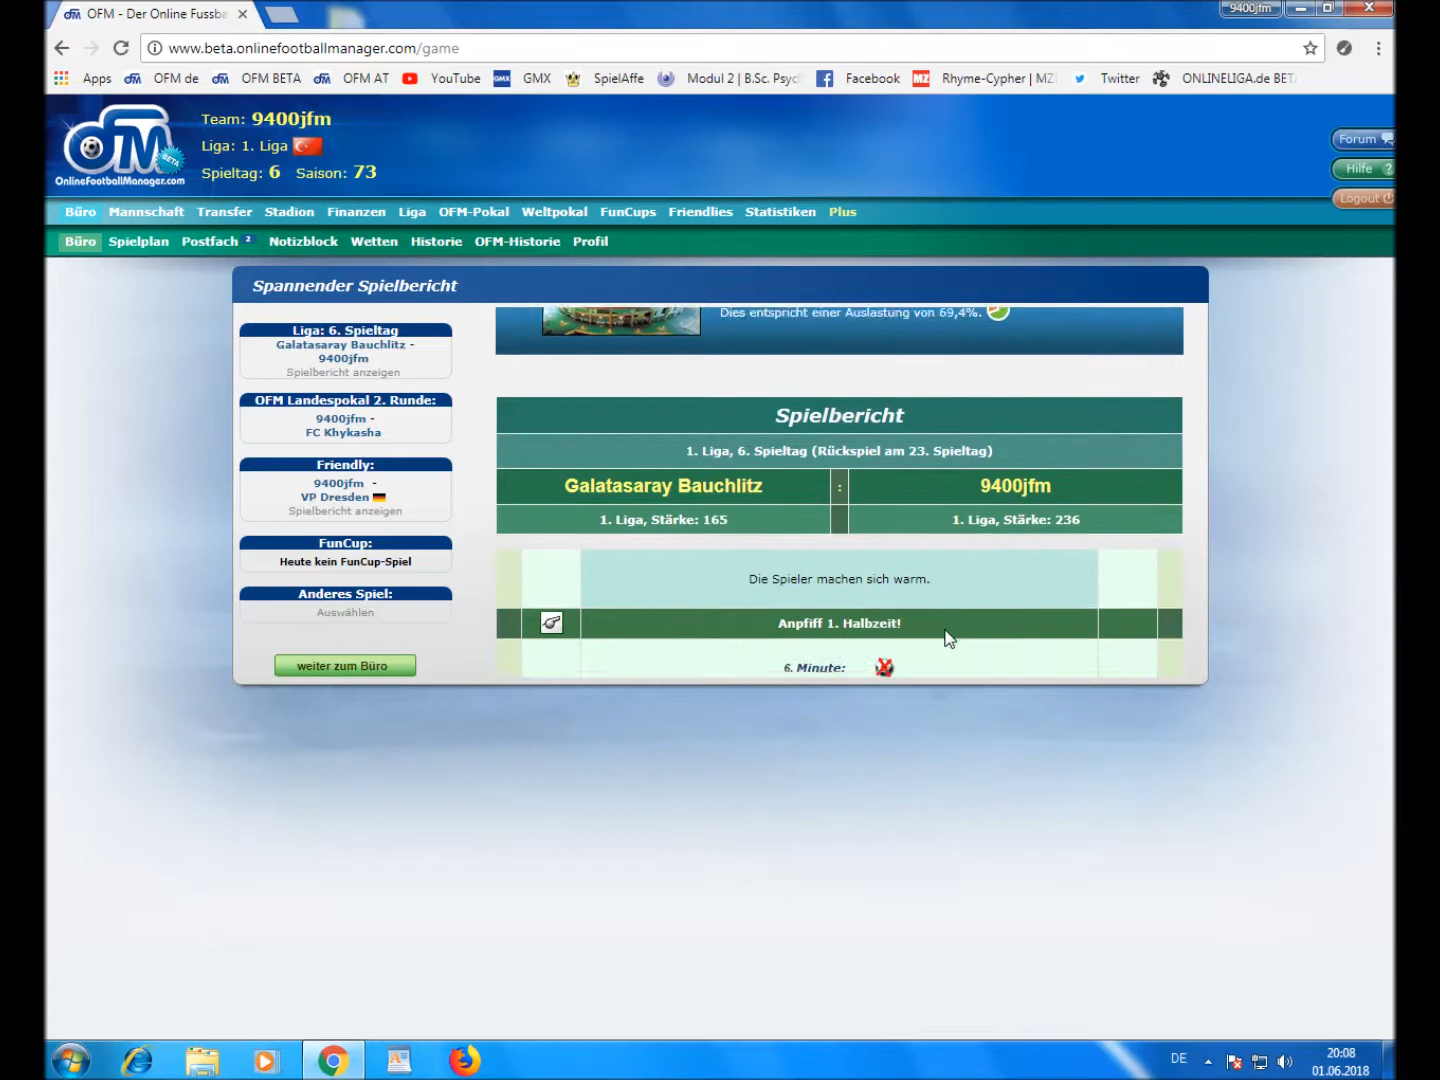 OFM - Der Online Fussba
9400jfm
www.beta.onlinefootballmanager.com/game
Apps OFM de OFM BETA OFM AT YouTube GMX SpielAffe Modul 2 | B.Sc. Psyc Facebook Rhyme-Cypher | MZ Twitter ONLINELIGA.de BETA
OFM
BETA
OnlineFootballManager.com
Team: 9400jfm
Liga: 1. Liga
Spieltag: 6 Saison: 73
Forum
Hilfe ?
Logout
Büro Mannschaft Transfer Stadion Finanzen Liga OFM-Pokal Weltpokal FunCups Friendlies Statistiken Plus
Büro Spielplan Postfach 2 Notizblock Wetten Historie OFM-Historie Profil
Spannender Spielbericht
Liga: 6. Spieltag
Galatasaray Bauchlitz -
9400jfm
Spielbericht anzeigen
OFM Landespokal 2. Runde:
9400jfm -
FC Khykasha
Friendly:
9400jfm -
VP Dresden
Spielbericht anzeigen
FunCup:
Heute kein FunCup-Spiel
Anderes Spiel:
Auswählen
weiter zum Büro
Dies entspricht einer Auslastung von 69,4%.
Spielbericht
1. Liga, 6. Spieltag (Rückspiel am 23. Spieltag)
Galatasaray Bauchlitz : 9400jfm
1. Liga, Stärke: 165 1. Liga, Stärke: 236
Die Spieler machen sich warm.
Anpfiff 1. Halbzeit!
6. Minute:
DE
20:08
01.06.2018